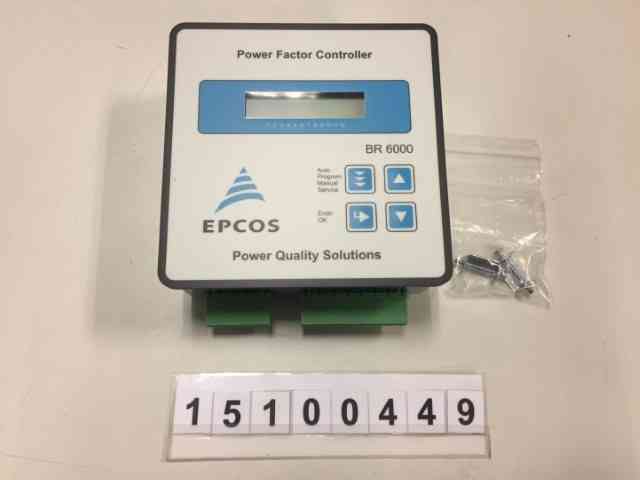 Power Factor Controller
BR 6000
Auto
Program
Manual
Service
Enter
OK
EPCOS
Power Quality Solutions
15100449